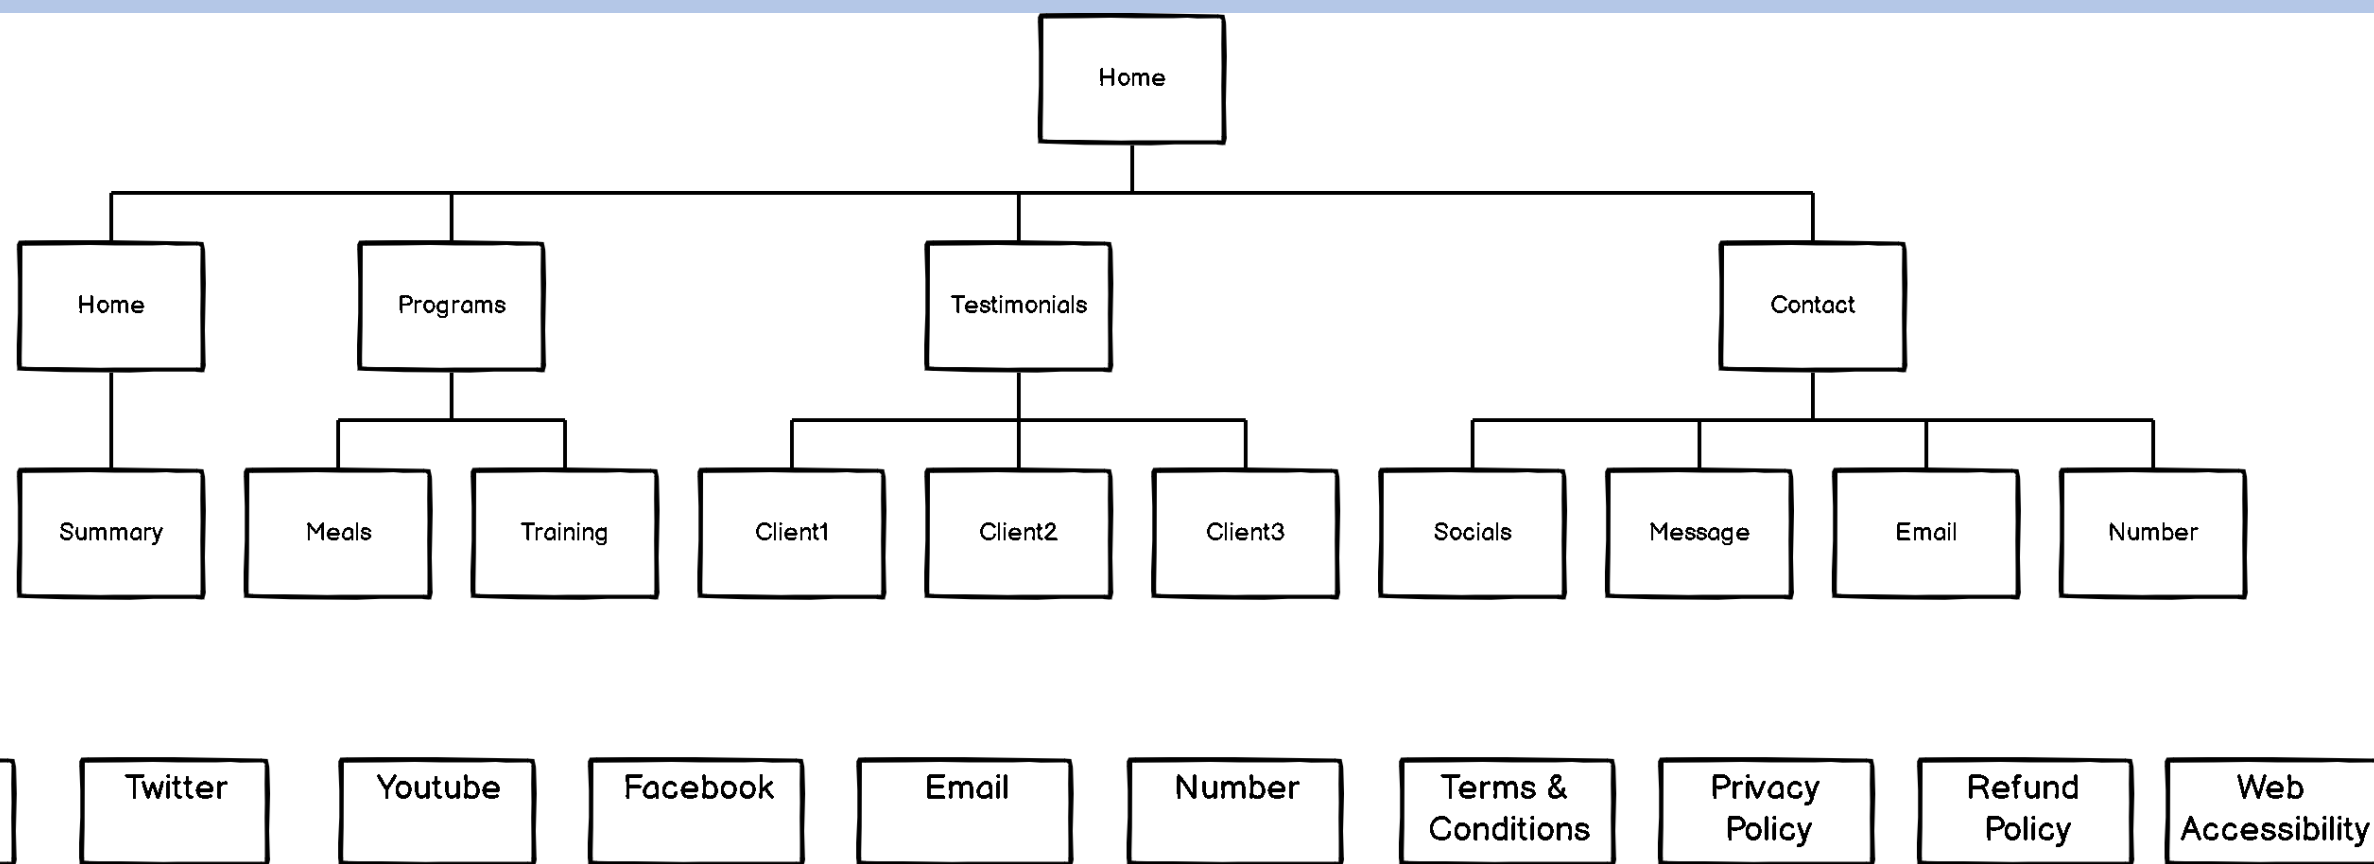 Home
Home
Programs
Testimonials
Contact
Summary
Meals
Training
Client1
Client2
Client3
Socials
Message
Email
Number
Twitter
Youtube
Facebook
Email
Number
Terms &
Conditions
Privacy
Policy
Refund
Policy
Web
Accessibility